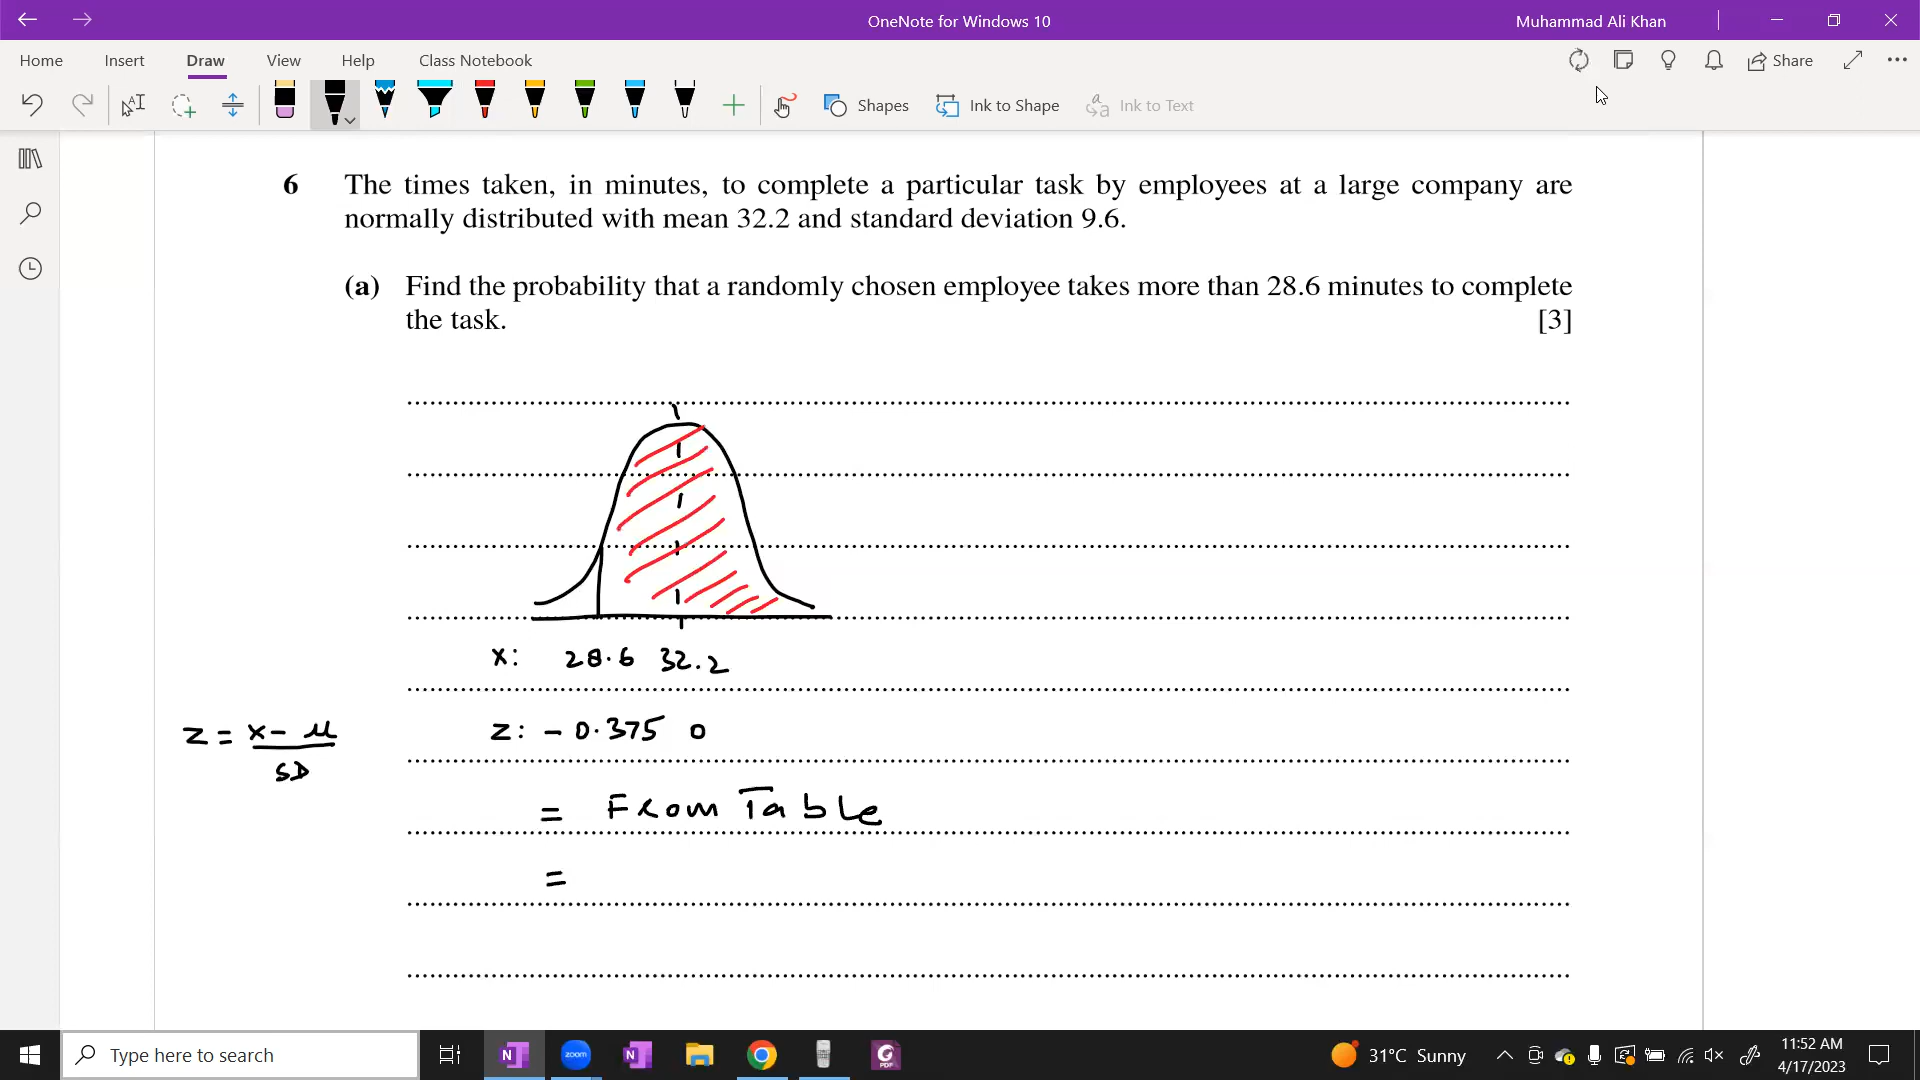 OneNote for Windows 10
Muhammad Ali Khan
Home Insert Draw View Help Class Notebook
Share
Shapes Ink to Shape Ink to Text
6 The times taken, in minutes, to complete a particular task by employees at a large company are
normally distributed with mean 32.2 and standard deviation 9.6.
(a) Find the probability that a randomly chosen employee takes more than 28.6 minutes to complete
the task. [3]
x: 28.6 32.2
z = x - μ
SD
z: - 0.375 0
= From Table
=
Type here to search
zoom
PDF
31°C Sunny
11:52 AM
4/17/2023